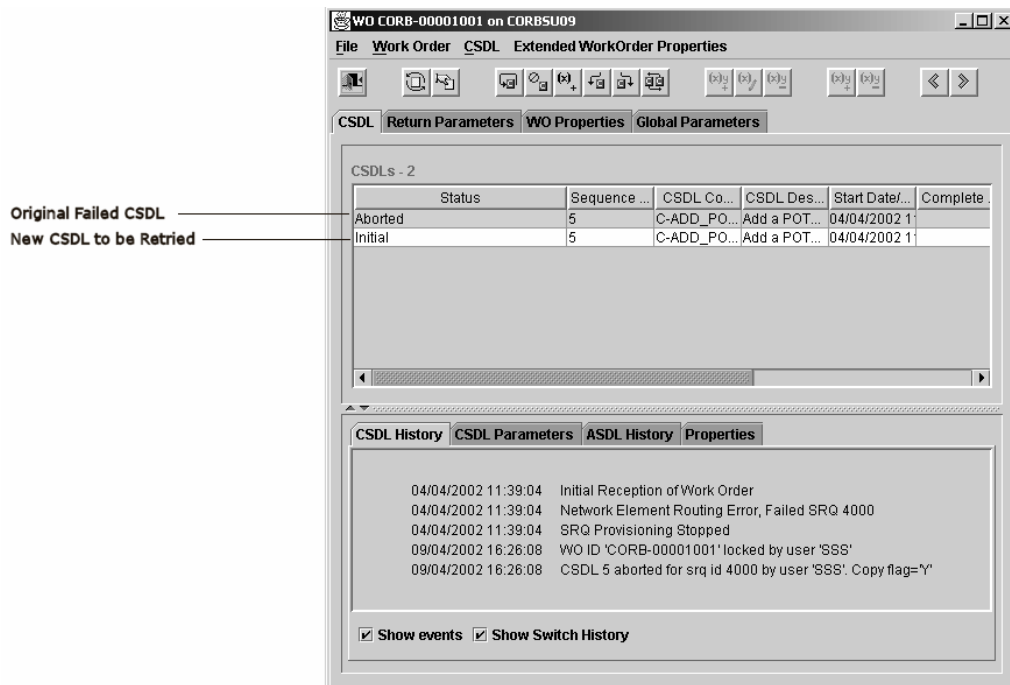 WO CORB-00001001 on CORBSU09
File Work Order CSDL Extended WorkOrder Properties
CSDL Return Parameters WO Properties Global Parameters
CSDLs - 2
Status Sequence ... CSDL Co... CSDL Des... Start Date/... Complete .
Original Failed CSDL Aborted 5 C-ADD_PO... Add a POT... 04/04/2002 1
New CSDL to be Retried Initial 5 C-ADD_PO... Add a POT... 04/04/2002 1
CSDL History CSDL Parameters ASDL History Properties
04/04/2002 11:39:04 Initial Reception of Work Order
04/04/2002 11:39:04 Network Element Routing Error, Failed SRQ 4000
04/04/2002 11:39:04 SRQ Provisioning Stopped
09/04/2002 16:26:08 WO ID 'CORB-00001001' locked by user 'SSS'
09/04/2002 16:26:08 CSDL 5 aborted for srq id 4000 by user 'SSS'. Copy flag='Y'
Show events Show Switch History